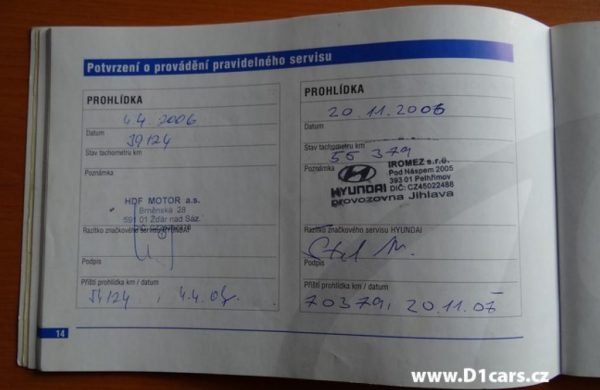 Potvrzení o provádění pravidelného servisu
PROHLÍDKA
4.4.2006
Datum
39124
Stav tachometru km
Poznámka
HDF MOTOR a.s.
Brněnská 28
591 01 Žďár nad Sáz.
Razítko značkového servisu HYUNDAI
Podpis
Příští prohlídka km / datum
54124, 4.4.07
PROHLÍDKA
20.11.2006
Datum
Stav tachometru km
55 379
Poznámka
IROMEZ s.r.o.
Pod Náspem 2005
393 01 Pelhřimov
HYUNDAI DIČ: CZ45022486
provozovna Jihlava
Razítko značkového servisu HYUNDAI
Podpis
Příští prohlídka km / datum
70379, 20.11.07
14
www.D1cars.cz